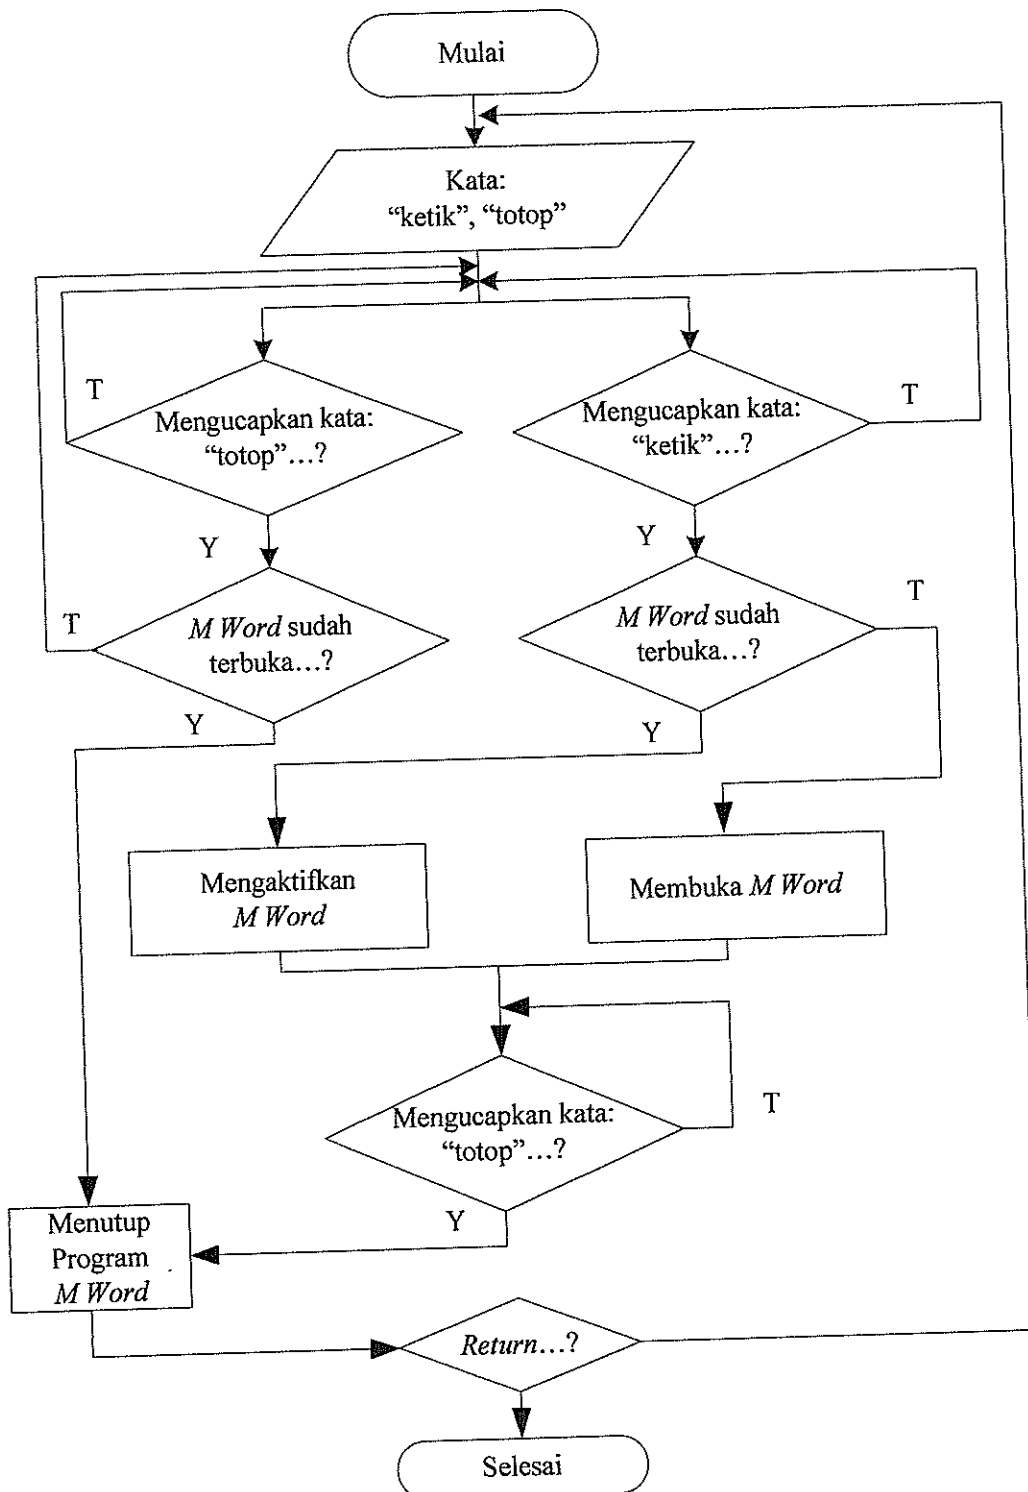 Mulai
Kata:
“ketik”, “totop”
T
Mengucapkan kata:
“totop”...?
Mengucapkan kata:
“ketik”...?
T
Y
Y
T
M Word sudah
terbuka...?
M Word sudah
terbuka...?
T
Y
Y
Mengaktifkan
M Word
Membuka M Word
Mengucapkan kata:
“totop”...?
T
Y
Menutup
Program
M Word
Return...?
Selesai